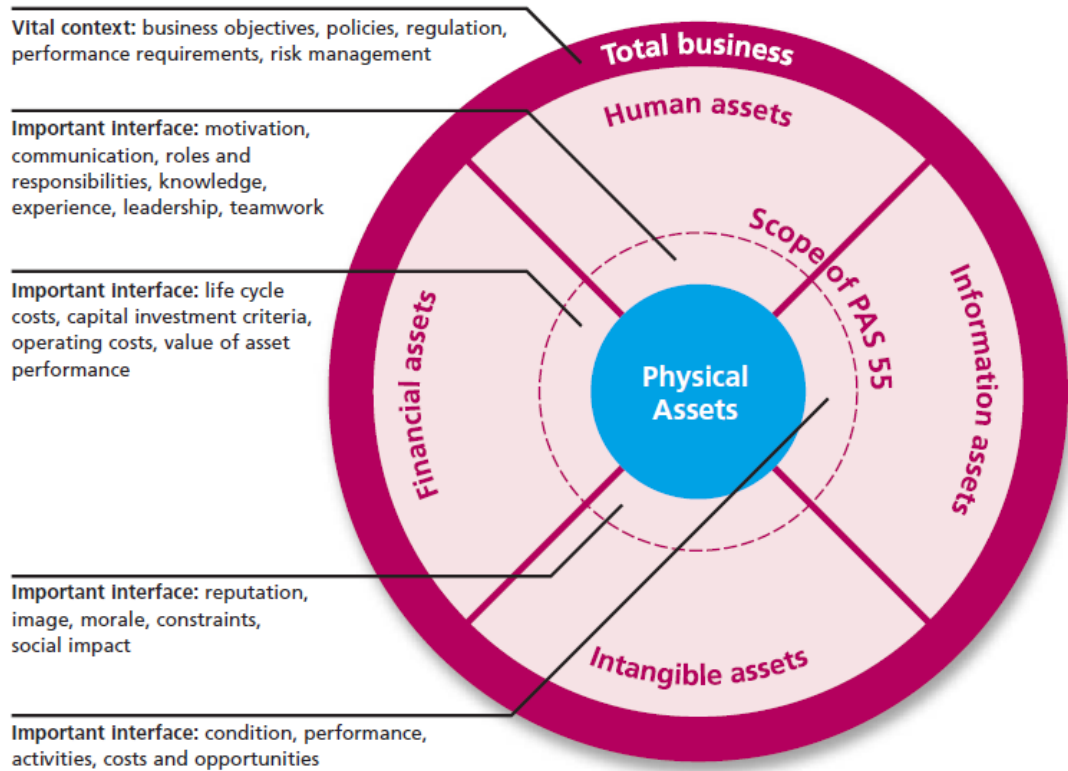 Vital context: business objectives, policies, regulation,
performance requirements, risk management
Important Interface: motivation,
communication, roles and
responsibilities, knowledge,
experience, leadership, teamwork
Important Interface: life cycle
costs, capital investment criteria,
operating costs, value of asset
performance
Important Interface: reputation,
image, morale, constraints,
social impact
Important Interface: condition, performance,
activities, costs and opportunities
Total business
Human assets
Scope of PAS 55
Financial assets
Physical
Assets
Information assets
Intangible assets